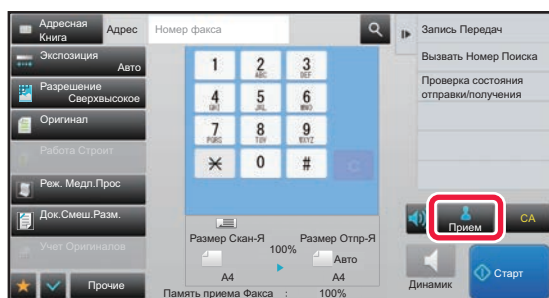 Адресная
Книга
Адрес
Номер факса
Запись Передач
Экспозиция
Авто
Вызвать Номер Поиска
Разрешение
Сверхвысокое
Проверка состояния
отправки/получения
Оригинал
Работа Строит
Реж. Медл.Прос
Док.Смеш.Разм.
Учет Оригиналов
Прочие
1
2
ABC
3
DEF
4
GHI
5
JKL
6
MNO
7
PQRS
8
TUV
9
WXYZ
0
#
C
Размер Скан-Я
100%
Размер Отпр-Я
Авто
A4
A4
Память приема Факса : 100%
Прием
CA
Динамик
Старт